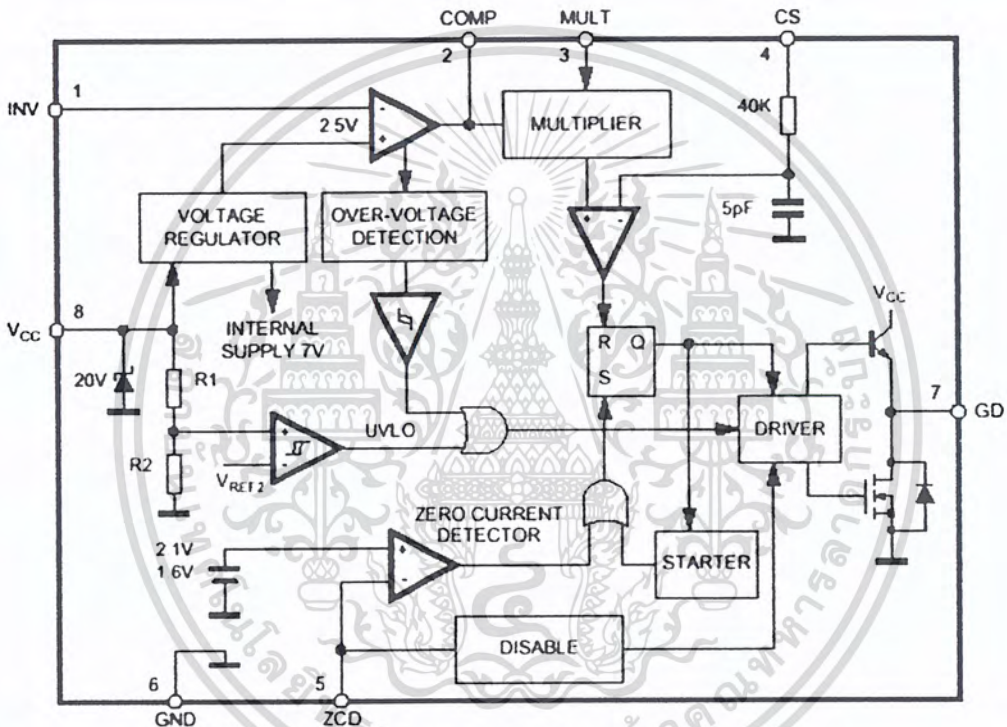 COMP MULT CS
2 3 4
1
INV
40K
2 5V
-
+
MULTIPLIER
5pF
VOLTAGE
REGULATOR
OVER-VOLTAGE
DETECTION
+ -
VCC
8
VCC
INTERNAL
SUPPLY 7V
R Q
S
20V
R1
7
GD
UVLO
DRIVER
+
-
R2
VREF2
ZERO CURRENT
DETECTOR
2 1V
1 6V
+
-
STARTER
DISABLE
6
GND
5
ZCD